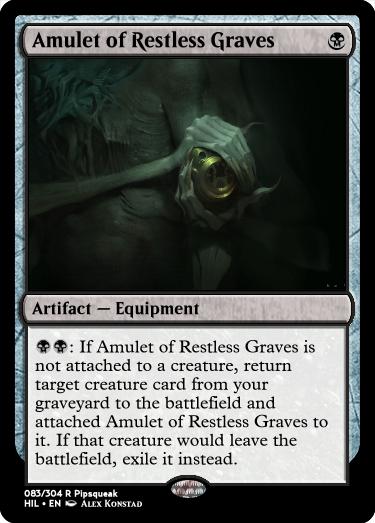 Amulet of Restless Graves
Artifact — Equipment
: If Amulet of Restless Graves is
not attached to a creature, return
target creature card from your
graveyard to the battlefield and
attached Amulet of Restless Graves to
it. If that creature would leave the
battlefield, exile it instead.
083/304 R Pipsqueak
HIL • EN Alex Konstad